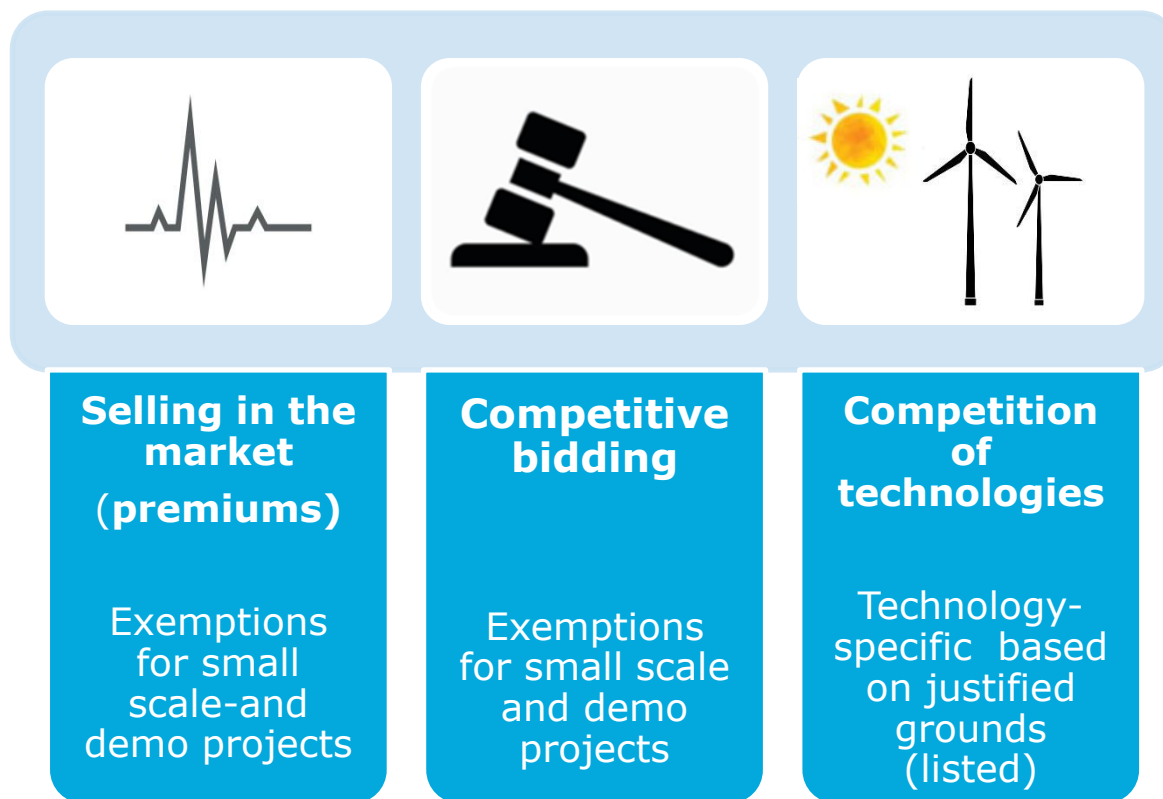 Selling in the
market
(premiums)
Exemptions
for small
scale-and
demo projects
Competitive
bidding
Exemptions
for small scale
and demo
projects
Competition
of
technologies
Technology-
specific based
on justified
grounds
(listed)